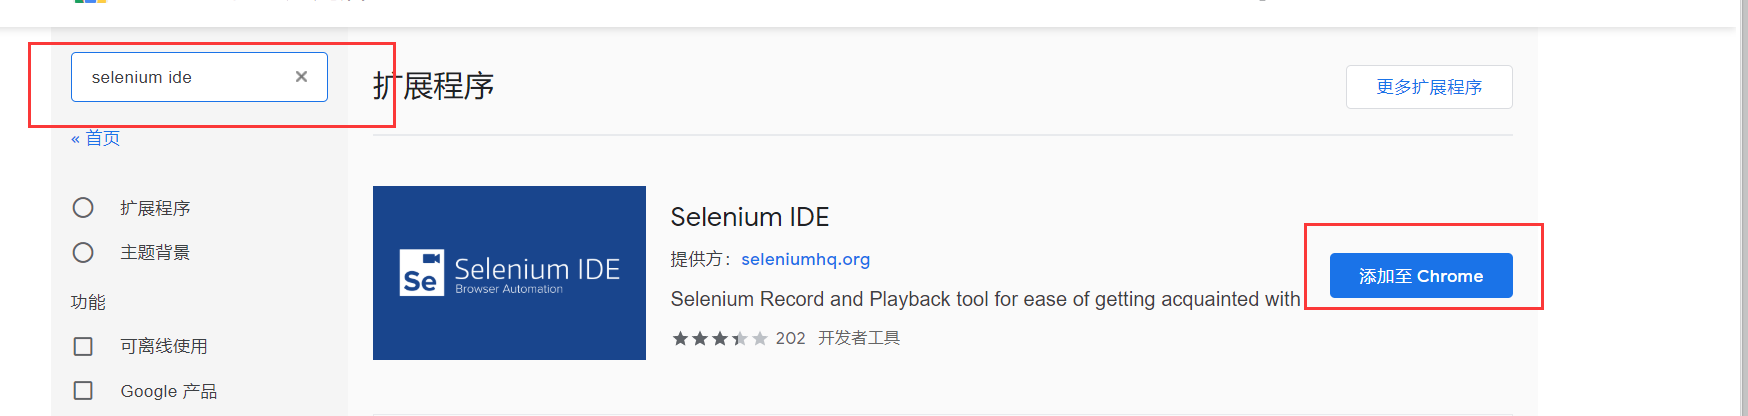 selenium ide
« 首页
扩展程序
主题背景
功能
可离线使用
Google 产品
扩展程序
更多扩展程序
Se Selenium IDE
Browser Automation
Selenium IDE
提供方：seleniumhq.org
Selenium Record and Playback tool for ease of getting acquainted with
202 开发者工具
添加至 Chrome